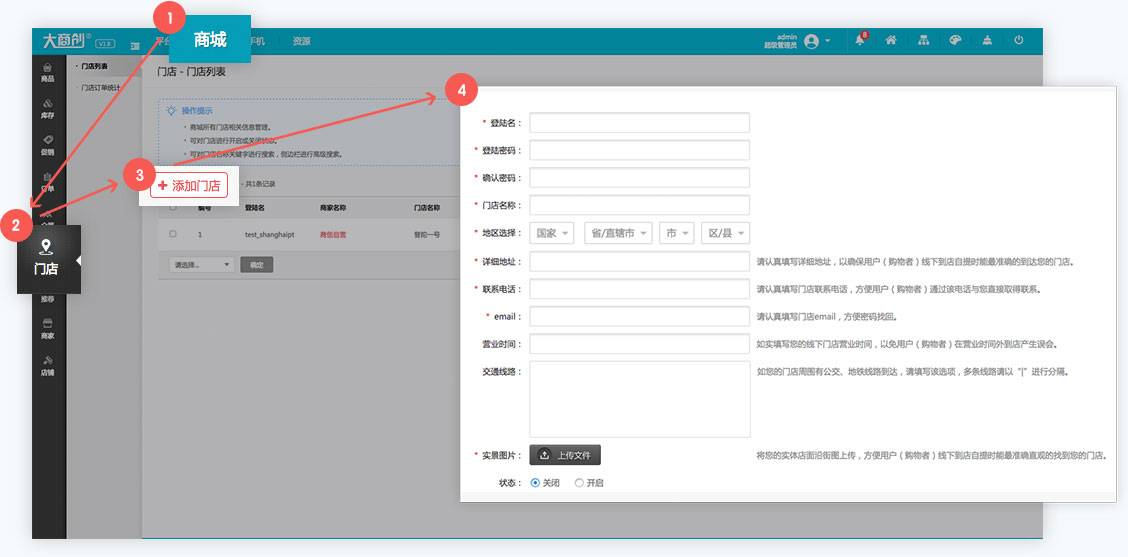 1
大商创®
V1.8
平台
商城
手机
资源
admin
超级管理员
8
商品
库存
促销
订单
2
门店
推荐
商家
店铺
· 门店列表
· 门店订单统计
门店 - 门店列表
操作提示
· 商城所有门店相关信息管理。
· 可对门店进行开启或关闭状态。
· 可对门店名称关键字进行搜索，侧边栏进行高级搜索。
3
+ 添加门店
- 共1条记录
编号 登陆名 商家名称 门店名称
1 test_shanghaipt 商创自营
请选择... 确定
4
* 登陆名：
* 登陆密码：
* 确认密码：
* 门店名称：
* 地区选择： 国家 省/直辖市 市 区/县
* 详细地址： 请认真填写详细地址，以确保用户（购物者）线下到店自提时能最准确的到达您的门店。
* 联系电话： 请认真填写门店联系电话，方便用户（购物者）通过该电话与您直接取得联系。
* email： 请认真填写门店email，方便密码找回。
营业时间： 如实填写您的线下门店营业时间，以免用户（购物者）在营业时间外到店产生误会。
交通线路： 如您的门店周围有公交、地铁线路到达，请填写该选项，多条线路请以“|”进行分隔。
* 实景图片： 上传文件 将您的实体店面沿街图上传，方便用户（购物者）线下到店自提时能最准确直观的找到您的门店。
状态： 关闭 开启